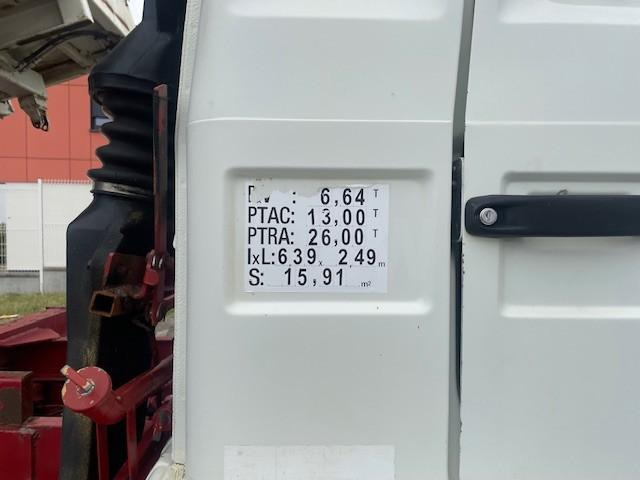 : 6,64 T
PTAC: 13,00 T
PTRA: 26,00 T
IxL:6,39 x 2,49 m
S: 15,91 m²